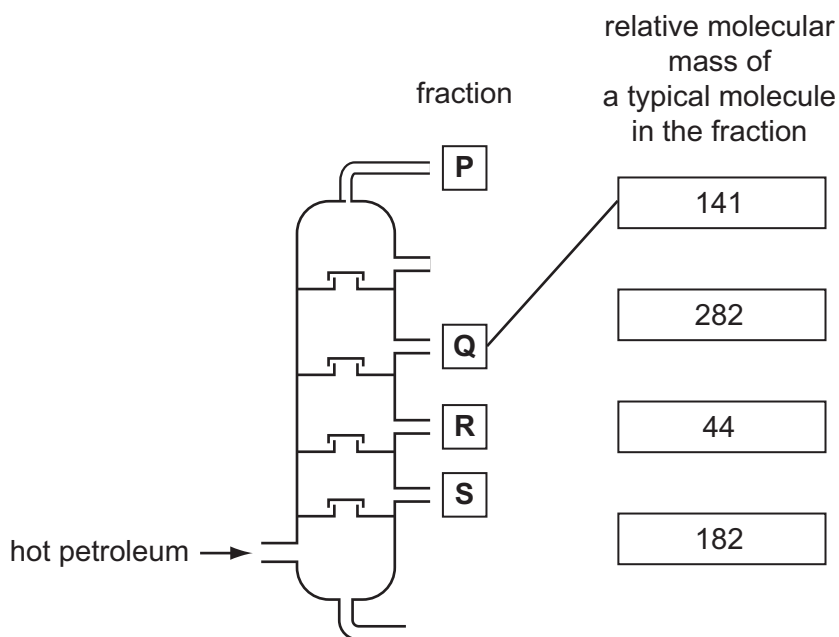 relative molecular
mass of
a typical molecule
in the fraction
fraction
P
141
282
Q
44
R
S
182
hot petroleum